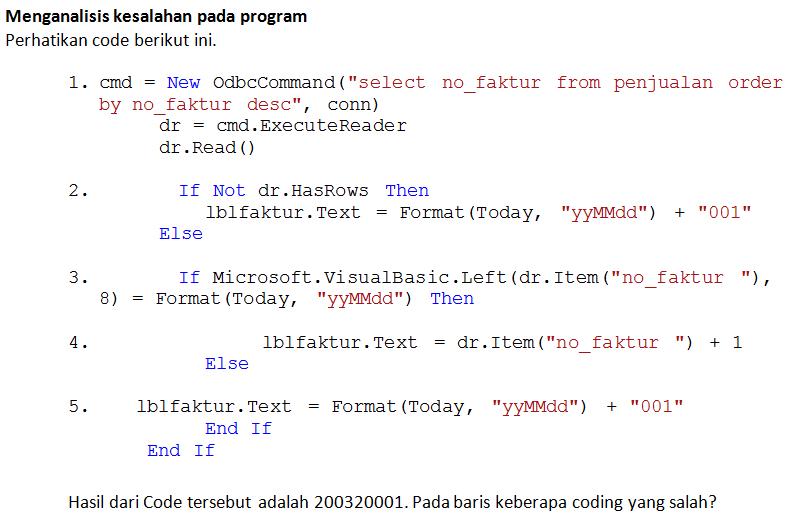 Menganalisis kesalahan pada program
Perhatikan code berikut ini.
1. cmd = New OdbcCommand("select no_faktur from penjualan order
by no_faktur desc", conn)
dr = cmd.ExecuteReader
dr.Read()
2. If Not dr.HasRows Then
lblfaktur.Text = Format(Today, "yyMMdd") + "001"
Else
3. If Microsoft.VisualBasic.Left(dr.Item("no_faktur "),
8) = Format(Today, "yyMMdd") Then
4. lblfaktur.Text = dr.Item("no_faktur ") + 1
Else
5. lblfaktur.Text = Format(Today, "yyMMdd") + "001"
End If
End If
Hasil dari Code tersebut adalah 200320001. Pada baris keberapa coding yang salah?